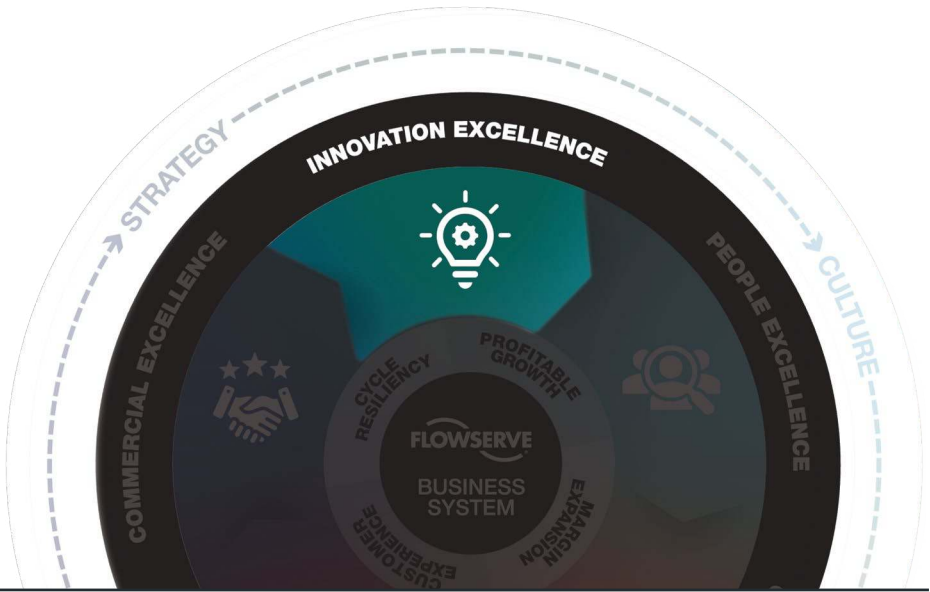 STRATEGY
CULTURE
INNOVATION EXCELLENCE
COMMERCIAL EXCELLENCE
PEOPLE EXCELLENCE
CYCLE
RESILIENCY
PROFITABLE
GROWTH
FLOWSERVE
BUSINESS
SYSTEM
CUSTOMER
EXPERIENCE
MARGIN
EXPANSION